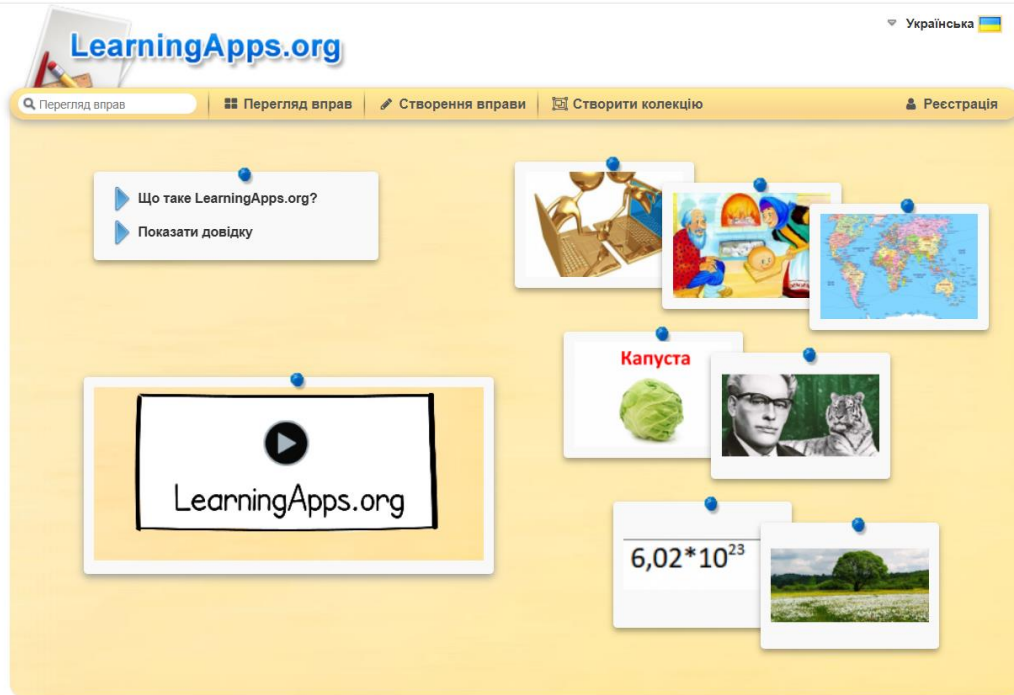 Українська
LearningApps.org
Перегляд вправ
Перегляд вправ
Створення вправи
Створити колекцію
Реєстрація
Що таке LearningApps.org?
Показати довідку
Капуста
LearningApps.org
6,02*10²³